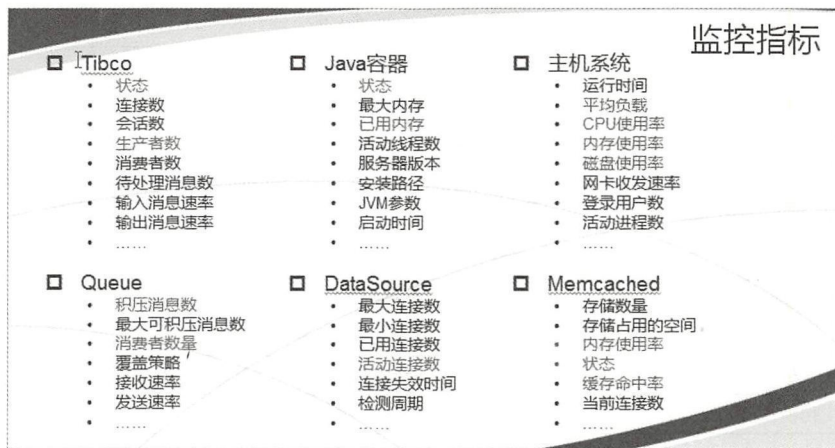 监控指标
Tibco
状态
连接数
会话数
生产者数
消费者数
待处理消息数
输入消息速率
输出消息速率
……
Java容器
状态
最大内存
已用内存
活动线程数
服务器版本
安装路径
JVM参数
启动时间
……
主机系统
运行时间
平均负载
CPU使用率
内存使用率
磁盘使用率
网卡收发速率
登录用户数
活动进程数
……
Queue
积压消息数
最大可积压消息数
消费者数量
覆盖策略
接收速率
发送速率
……
DataSource
最大连接数
最小连接数
已用连接数
活动连接数
连接失效时间
检测周期
……
Memcached
存储数量
存储占用的空间
内存使用率
状态
缓存命中率
当前连接数
……